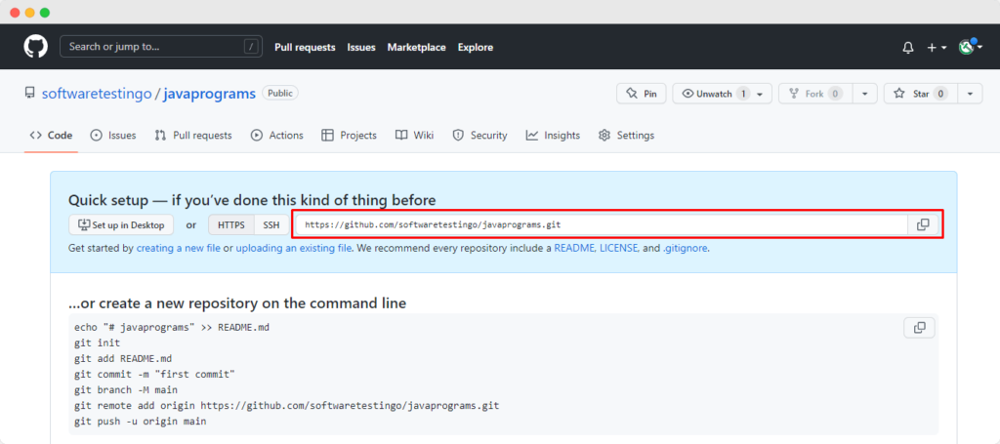 Search or jump to... /
Pull requests Issues Marketplace Explore
softwaretestingo / javaprograms Public
Pin Unwatch 1 Fork 0 Star 0
<> Code Issues Pull requests Actions Projects Wiki Security Insights Settings
Quick setup — if you’ve done this kind of thing before
Set up in Desktop or HTTPS SSH https://github.com/softwaretestingo/javaprograms.git
Get started by creating a new file or uploading an existing file. We recommend every repository include a README, LICENSE, and .gitignore.
...or create a new repository on the command line
echo "# javaprograms" >> README.md
git init
git add README.md
git commit -m "first commit"
git branch -M main
git remote add origin https://github.com/softwaretestingo/javaprograms.git
git push -u origin main